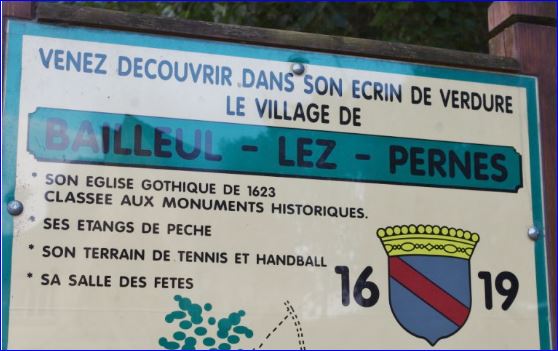 VENEZ DECOUVRIR DANS SON ECRIN DE VERDURE
LE VILLAGE DE
BAILLEUL - LEZ - PERNES
* SON EGLISE GOTHIQUE DE 1623
CLASSEE AUX MONUMENTS HISTORIQUES.
* SES ETANGS DE PECHE
* SON TERRAIN DE TENNIS ET HANDBALL
* SA SALLE DES FETES
16 19